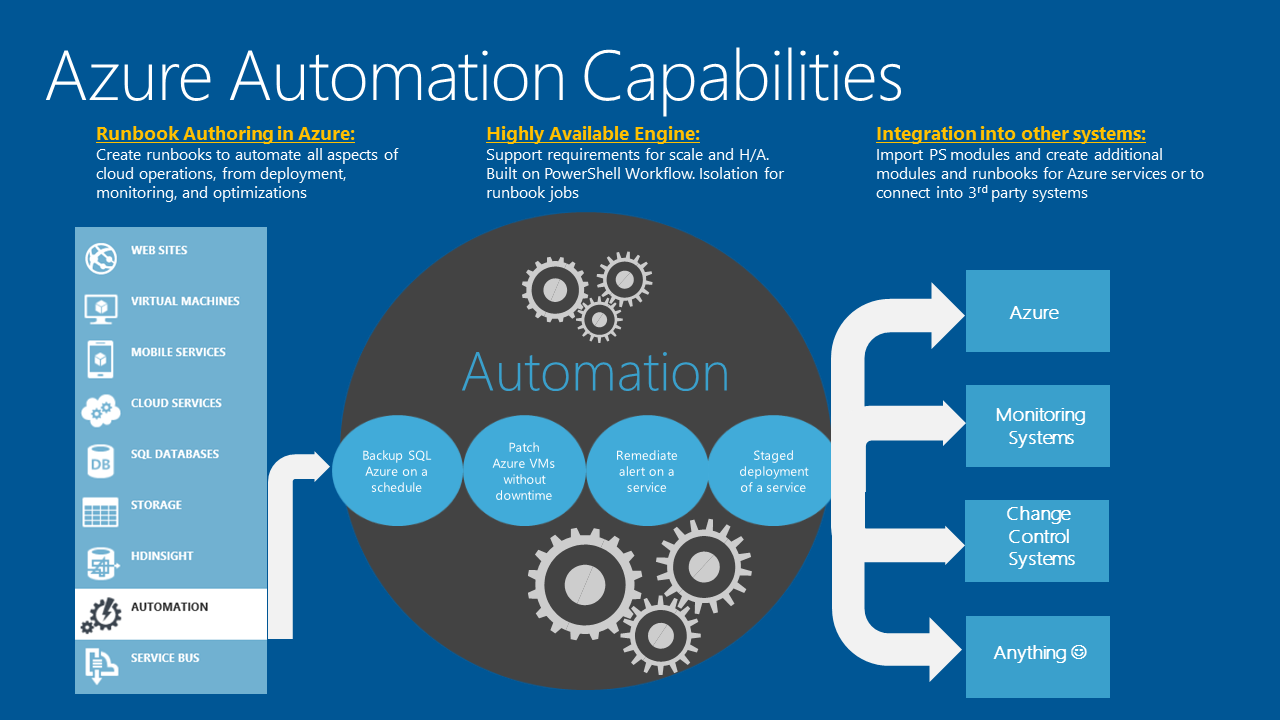 Azure Automation Capabilities
Runbook Authoring in Azure:
Create runbooks to automate all aspects of
cloud operations, from deployment,
monitoring, and optimizations
Highly Available Engine:
Support requirements for scale and H/A.
Built on PowerShell Workflow. Isolation for
runbook jobs
Integration into other systems:
Import PS modules and create additional
modules and runbooks for Azure services or to
connect into 3rd party systems
WEB SITES
VIRTUAL MACHINES
MOBILE SERVICES
CLOUD SERVICES
DB
SQL DATABASES
STORAGE
HDINSIGHT
AUTOMATION
SERVICE BUS
Automation
Backup SQL
Azure on a
schedule
Patch
Azure VMs
without
downtime
Remediate
alert on a
service
Staged
deployment
of a service
Azure
Monitoring
Systems
Change
Control
Systems
Anything ☺